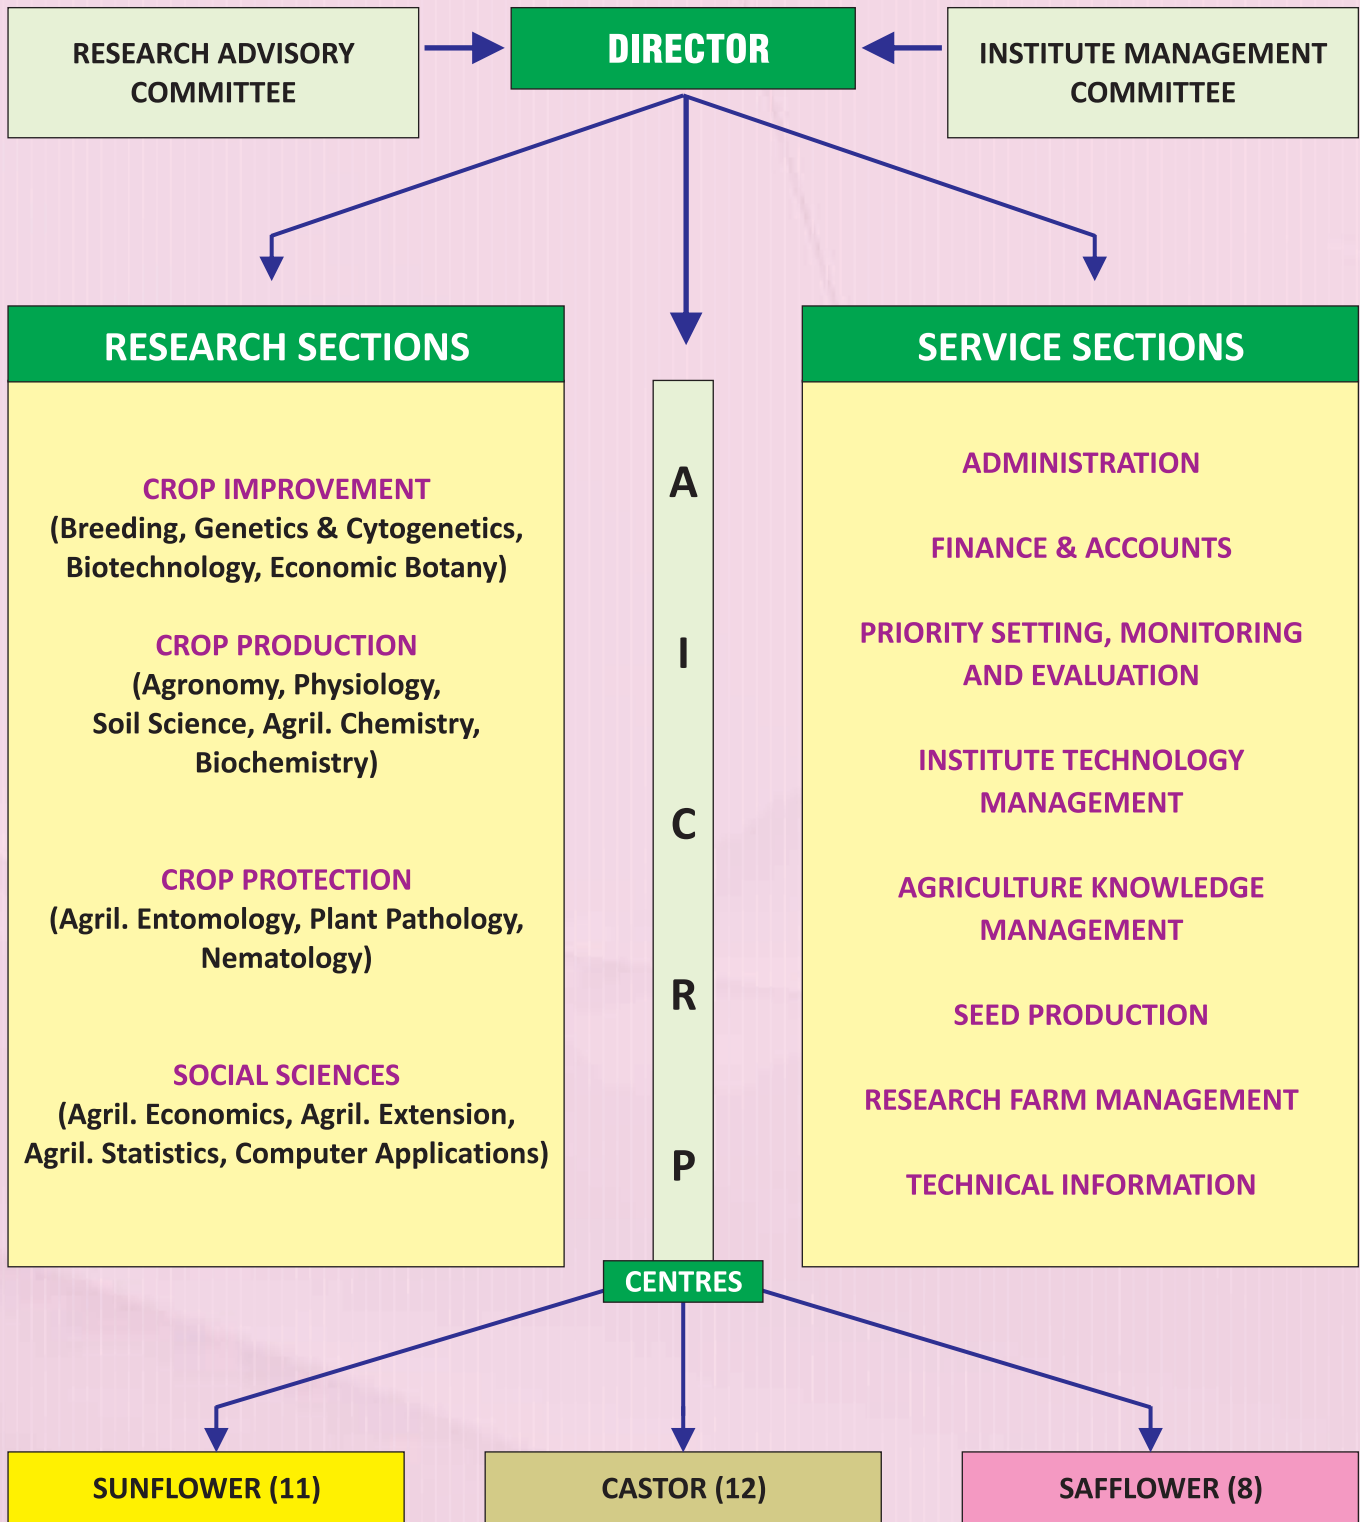 RESEARCH ADVISORY
COMMITTEE
DIRECTOR
INSTITUTE MANAGEMENT
COMMITTEE
RESEARCH SECTIONS
CROP IMPROVEMENT
(Breeding, Genetics & Cytogenetics,
Biotechnology, Economic Botany)
CROP PRODUCTION
(Agronomy, Physiology,
Soil Science, Agril. Chemistry,
Biochemistry)
CROP PROTECTION
(Agril. Entomology, Plant Pathology,
Nematology)
SOCIAL SCIENCES
(Agril. Economics, Agril. Extension,
Agril. Statistics, Computer Applications)
A
I
C
R
P
SERVICE SECTIONS
ADMINISTRATION
FINANCE & ACCOUNTS
PRIORITY SETTING, MONITORING
AND EVALUATION
INSTITUTE TECHNOLOGY
MANAGEMENT
AGRICULTURE KNOWLEDGE
MANAGEMENT
SEED PRODUCTION
RESEARCH FARM MANAGEMENT
TECHNICAL INFORMATION
CENTRES
SUNFLOWER (11)
CASTOR (12)
SAFFLOWER (8)